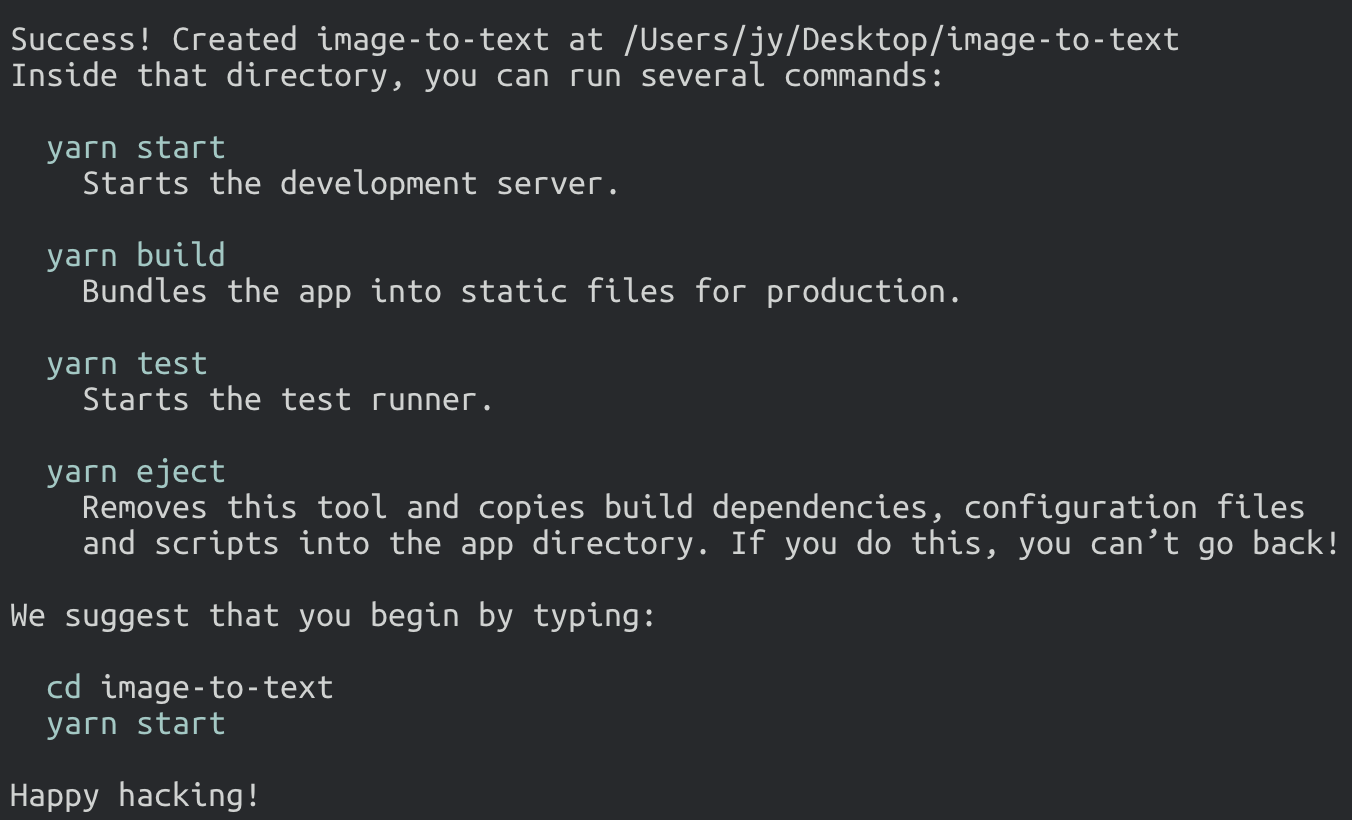 Success! Created image-to-text at /Users/jy/Desktop/image-to-text
Inside that directory, you can run several commands:

  yarn start
    Starts the development server.

  yarn build
    Bundles the app into static files for production.

  yarn test
    Starts the test runner.

  yarn eject
    Removes this tool and copies build dependencies, configuration files
    and scripts into the app directory. If you do this, you can’t go back!

We suggest that you begin by typing:

  cd image-to-text
  yarn start

Happy hacking!